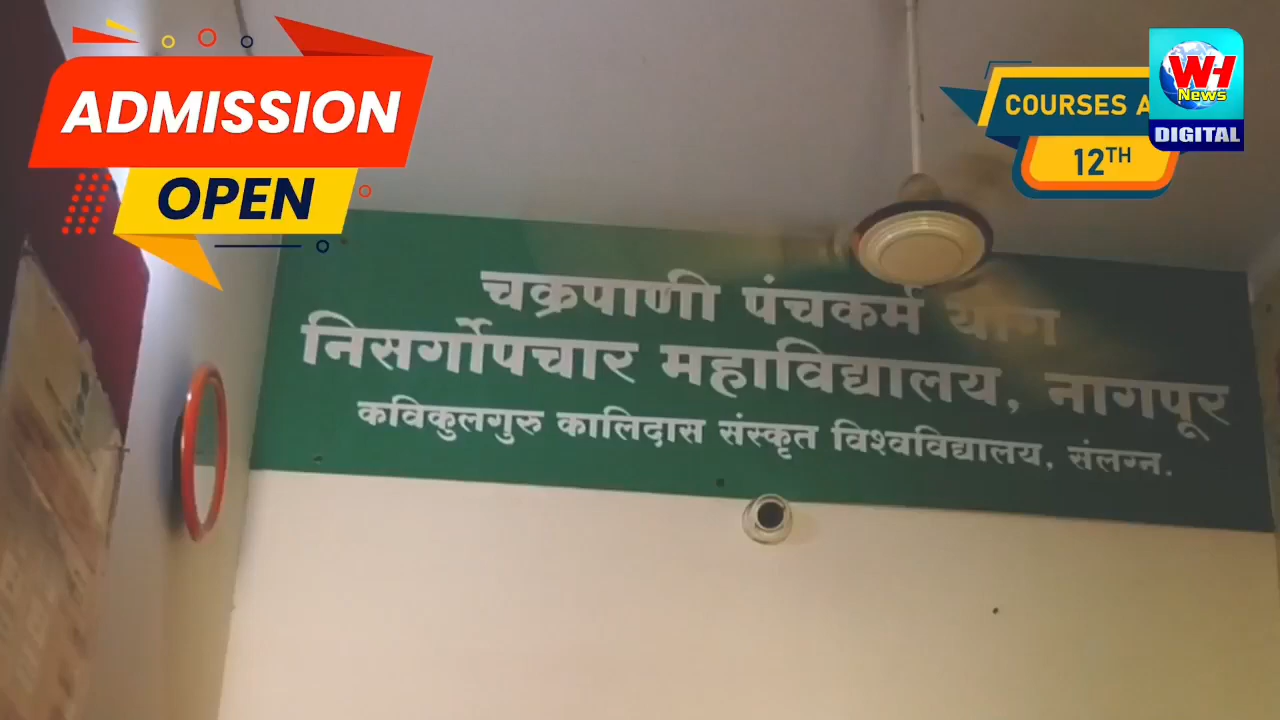 ADMISSION
OPEN
COURSES A
12TH
WH
News
DIGITAL
चक्रपाणी पंचकर्म योग
निसर्गोपचार महाविद्यालय, नागपूर
कविकुलगुरु कालिदास संस्कृत विश्वविद्यालय, संलग्न.